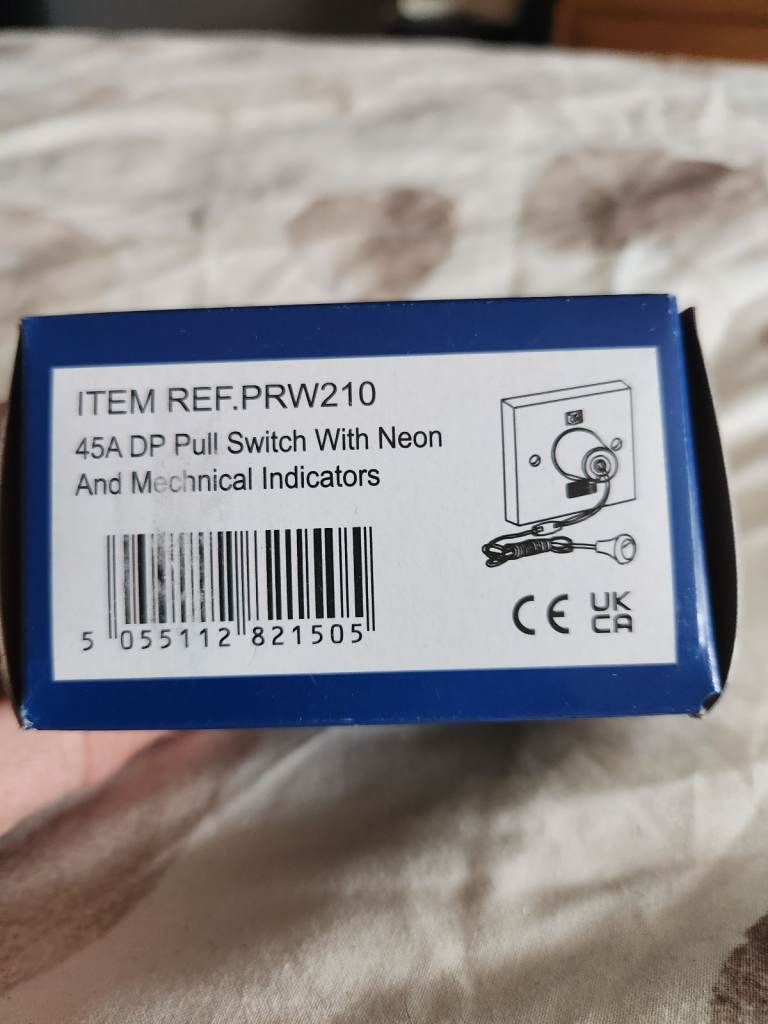 ITEM REF.PRW210
45A DP Pull Switch With Neon
And Mechnical Indicators
5 055112 821505
CE UK
CA